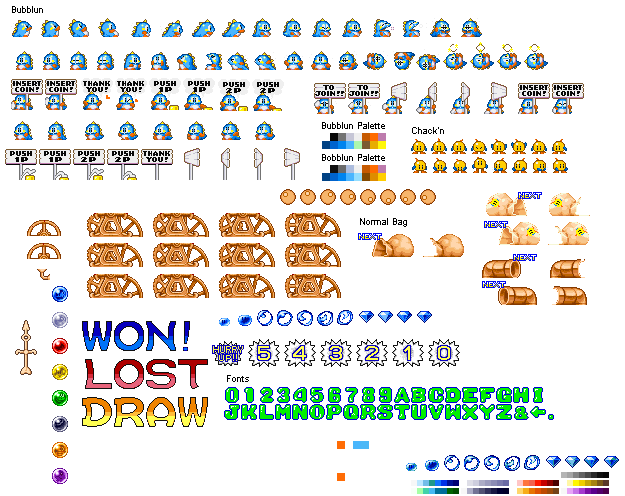 Bubblun
INSERT COIN! INSERT COIN! THANK YOU! THANK YOU! PUSH 1P PUSH 1P PUSH 2P PUSH 2P
TO JOIN!! TO JOIN!! INSERT COIN! INSERT COIN!
Bubblun Palette
Chack'n
PUSH 1P PUSH 1P PUSH 2P PUSH 2P THANK YOU!
Bubblun Palette
NEXT
Normal Bag
NEXT
NEXT
NEXT
NEXT
WON!
HURRY UP!! 5 4 3 2 1 0
LOST
Fonts
DRAW
0123456789ABCDEFGHI
JKLMNOPQRSTUVWXYZ&←.